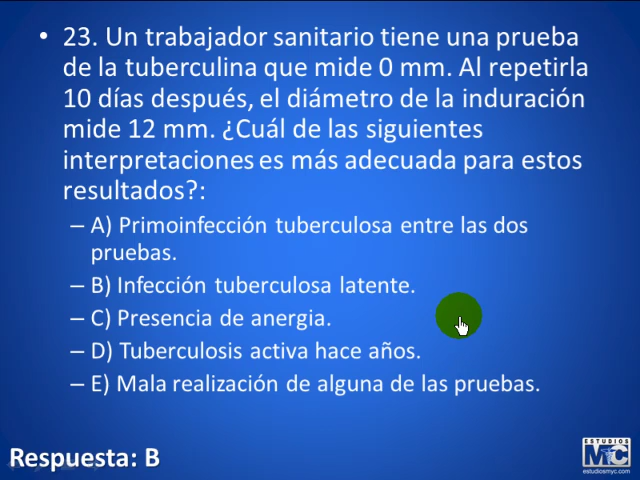 • 23. Un trabajador sanitario tiene una prueba
de la tuberculina que mide 0 mm. Al repetirla
10 días después, el diámetro de la induración
mide 12 mm. ¿Cuál de las siguientes
interpretaciones es más adecuada para estos
resultados?:
– A) Primoinfección tuberculosa entre las dos
pruebas.
– B) Infección tuberculosa latente.
– C) Presencia de anergia.
– D) Tuberculosis activa hace años.
– E) Mala realización de alguna de las pruebas.
Respuesta: B
ESTUDIOS
MYC
estudiosmyc.com